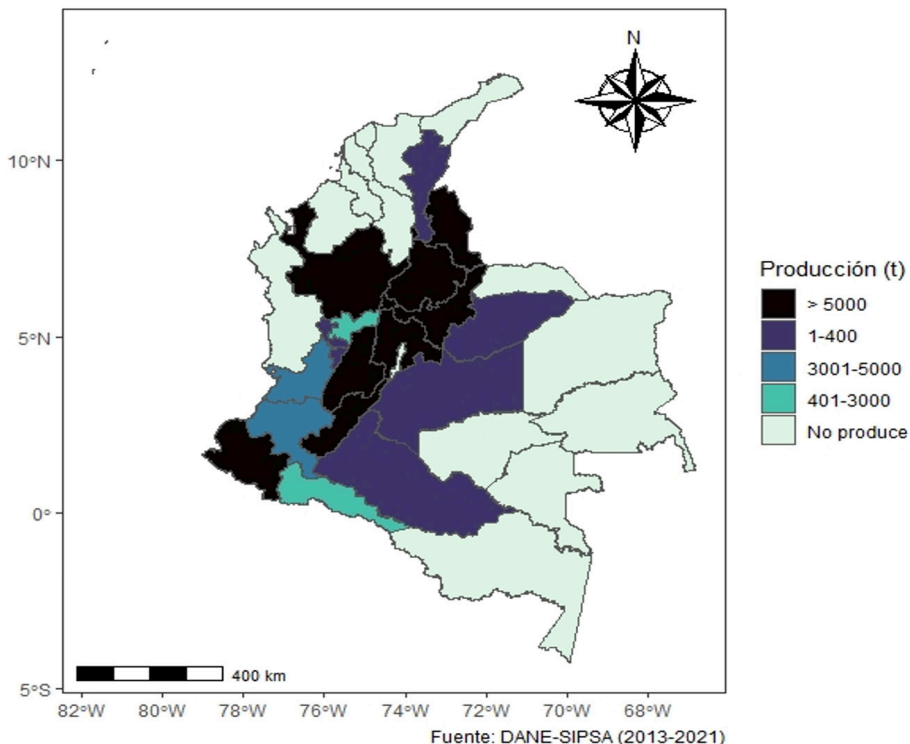 N
10°N
5°N
0°
5°S
400 km
82°W 80°W 78°W 76°W 74°W 72°W 70°W 68°W
Producción (t)
> 5000
1-400
3001-5000
401-3000
No produce
Fuente: DANE-SIPSA (2013-2021)